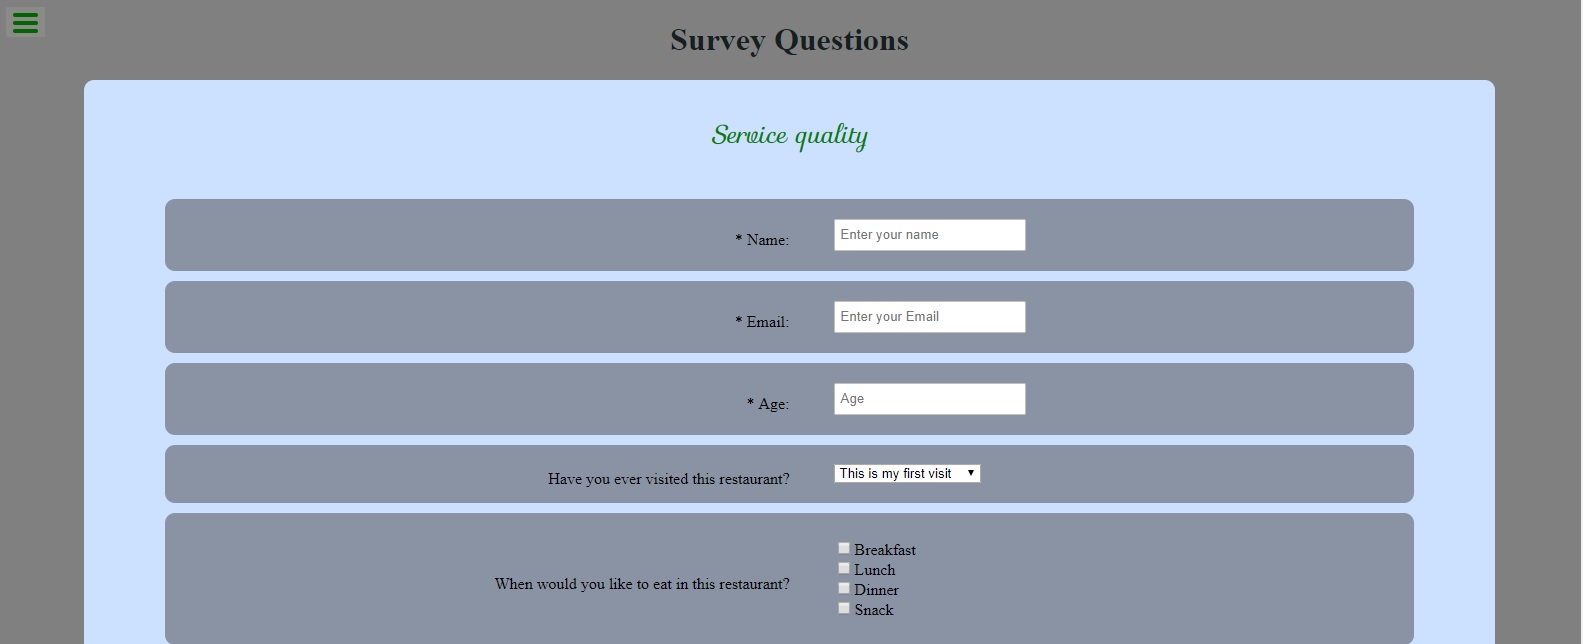 Survey Questions
Service quality
* Name: Enter your name
* Email: Enter your Email
* Age: Age
Have you ever visited this restaurant? This is my first visit
When would you like to eat in this restaurant?
Breakfast
Lunch
Dinner
Snack